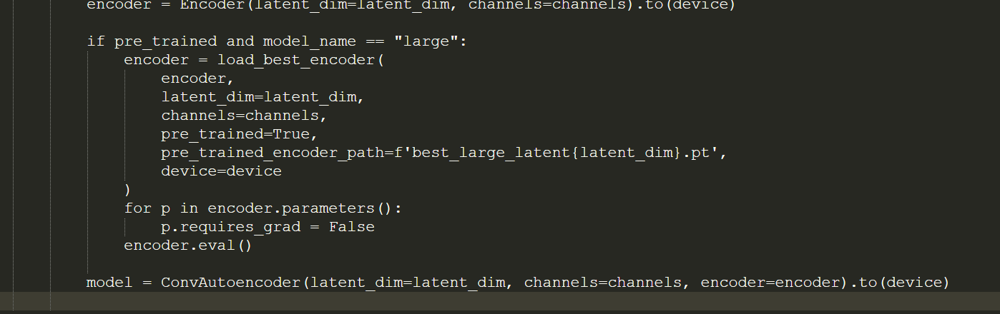 encoder = Encoder(latent_dim=latent_dim, channels=channels).to(device)
if pre_trained and model_name == "large":
encoder = load_best_encoder(
encoder,
latent_dim=latent_dim,
channels=channels,
pre_trained=True,
pre_trained_encoder_path=f'best_large_latent{latent_dim}.pt',
device=device
)
for p in encoder.parameters():
p.requires_grad = False
encoder.eval()
model = ConvAutoencoder(latent_dim=latent_dim, channels=channels, encoder=encoder).to(device)